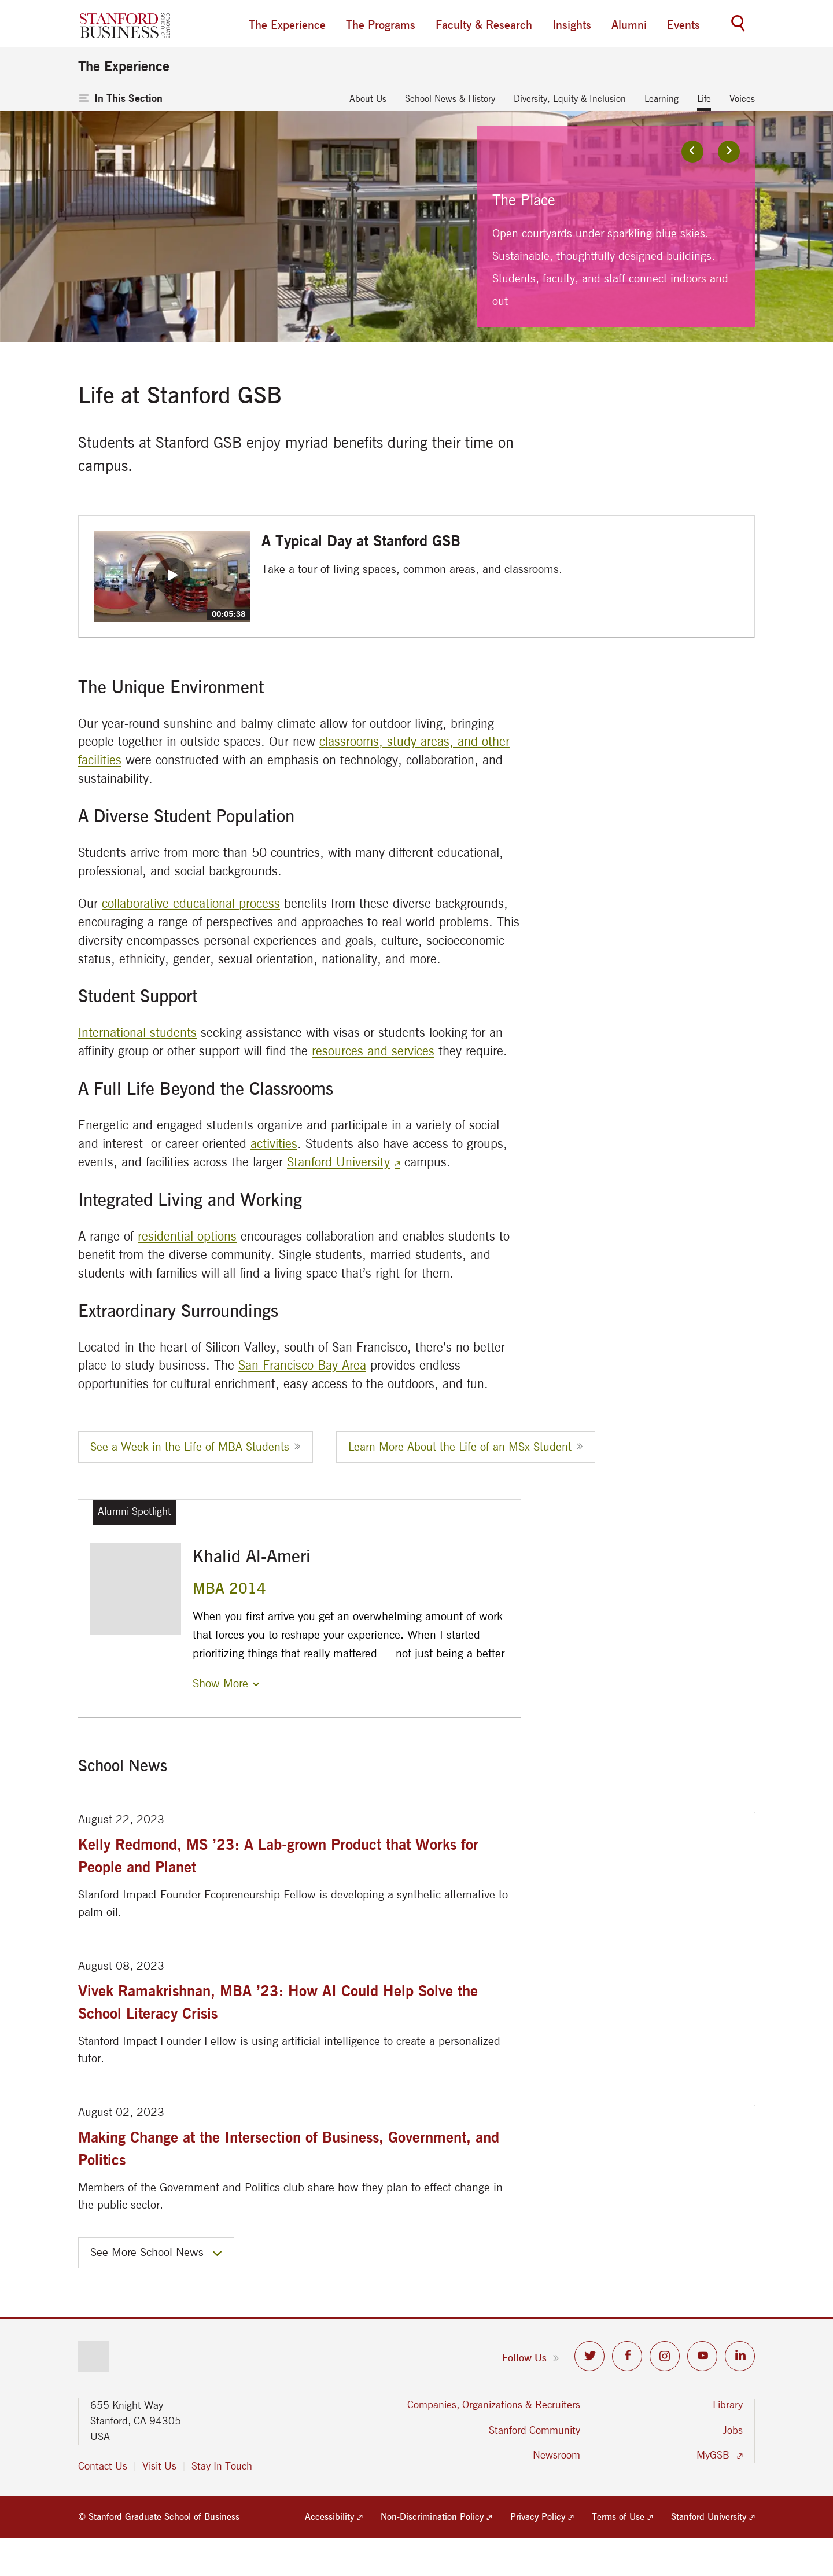 STANFORD
BUSINESS
GRADUATE
SCHOOL OF
BUSINESS
The Experience
The Programs
Faculty & Research
Insights
Alumni
Events
The Experience
In This Section
About Us
School News & History
Diversity, Equity & Inclusion
Learning
Life
Voices
The Place
Open courtyards under sparkling blue skies.
Sustainable, thoughtfully designed buildings.
Students, faculty, and staff connect indoors and
out
Life at Stanford GSB
Students at Stanford GSB enjoy myriad benefits during their time on
campus.
00:05:38
A Typical Day at Stanford GSB
Take a tour of living spaces, common areas, and classrooms.
The Unique Environment
Our year-round sunshine and balmy climate allow for outdoor living, bringing
people together in outside spaces. Our new classrooms, study areas, and other
facilities were constructed with an emphasis on technology, collaboration, and
sustainability.
A Diverse Student Population
Students arrive from more than 50 countries, with many different educational,
professional, and social backgrounds.
Our collaborative educational process benefits from these diverse backgrounds,
encouraging a range of perspectives and approaches to real-world problems. This
diversity encompasses personal experiences and goals, culture, socioeconomic
status, ethnicity, gender, sexual orientation, nationality, and more.
Student Support
International students seeking assistance with visas or students looking for an
affinity group or other support will find the resources and services they require.
A Full Life Beyond the Classrooms
Energetic and engaged students organize and participate in a variety of social
and interest- or career-oriented activities. Students also have access to groups,
events, and facilities across the larger Stanford University campus.
Integrated Living and Working
A range of residential options encourages collaboration and enables students to
benefit from the diverse community. Single students, married students, and
students with families will all find a living space that’s right for them.
Extraordinary Surroundings
Located in the heart of Silicon Valley, south of San Francisco, there’s no better
place to study business. The San Francisco Bay Area provides endless
opportunities for cultural enrichment, easy access to the outdoors, and fun.
See a Week in the Life of MBA Students »
Learn More About the Life of an MSx Student »
Alumni Spotlight
Khalid Al-Ameri
MBA 2014
When you first arrive you get an overwhelming amount of work
that forces you to reshape your experience. When I started
prioritizing things that really mattered — not just being a better
Show More
School News
August 22, 2023
Kelly Redmond, MS ’23: A Lab-grown Product that Works for
People and Planet
Stanford Impact Founder Ecopreneurship Fellow is developing a synthetic alternative to
palm oil.
August 08, 2023
Vivek Ramakrishnan, MBA ’23: How AI Could Help Solve the
School Literacy Crisis
Stanford Impact Founder Fellow is using artificial intelligence to create a personalized
tutor.
August 02, 2023
Making Change at the Intersection of Business, Government, and
Politics
Members of the Government and Politics club share how they plan to effect change in
the public sector.
See More School News
Follow Us »
655 Knight Way
Stanford, CA 94305
USA
Contact Us
Visit Us
Stay In Touch
Companies, Organizations & Recruiters
Stanford Community
Newsroom
Library
Jobs
MyGSB
© Stanford Graduate School of Business
Accessibility
Non-Discrimination Policy
Privacy Policy
Terms of Use
Stanford University